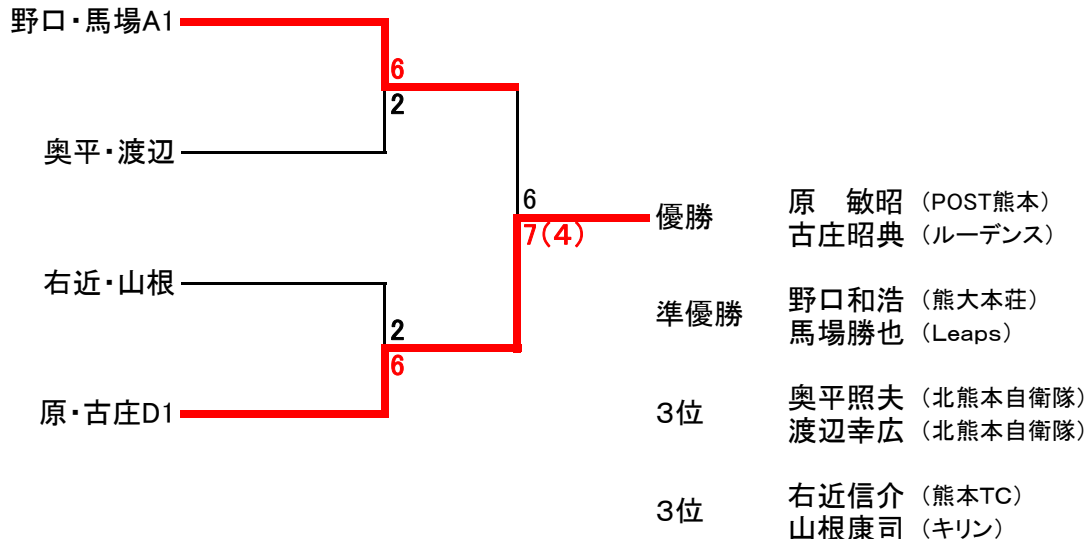 野口・馬場A1
6
2
奥平・渡辺
6
7(4)
右近・山根
2
6
原・古庄D1
優勝 原 敏昭 (POST熊本)
古庄昭典 (ルーデンス)
準優勝 野口和浩 (熊大本荘)
馬場勝也 (Leaps)
3位 奥平照夫 (北熊本自衛隊)
渡辺幸広 (北熊本自衛隊)
3位 右近信介 (熊本TC)
山根康司 (キリン)